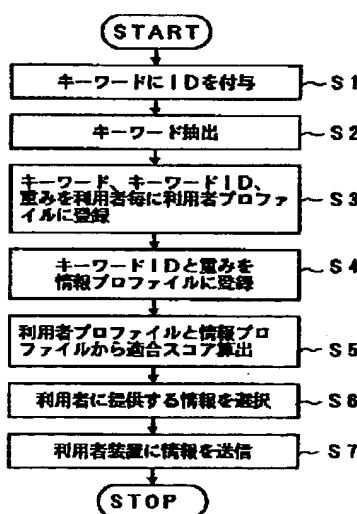 START
キーワードにIDを付与
S1
キーワード抽出
S2
キーワード、キーワードID、
重みを利用者毎に利用者プロファ
イルに登録
S3
キーワードIDと重みを
情報プロファイルに登録
S4
利用者プロファイルと情報プロ
ファイルから適合スコア算出
S5
利用者に提供する情報を選択
S6
利用者装置に情報を送信
S7
STOP